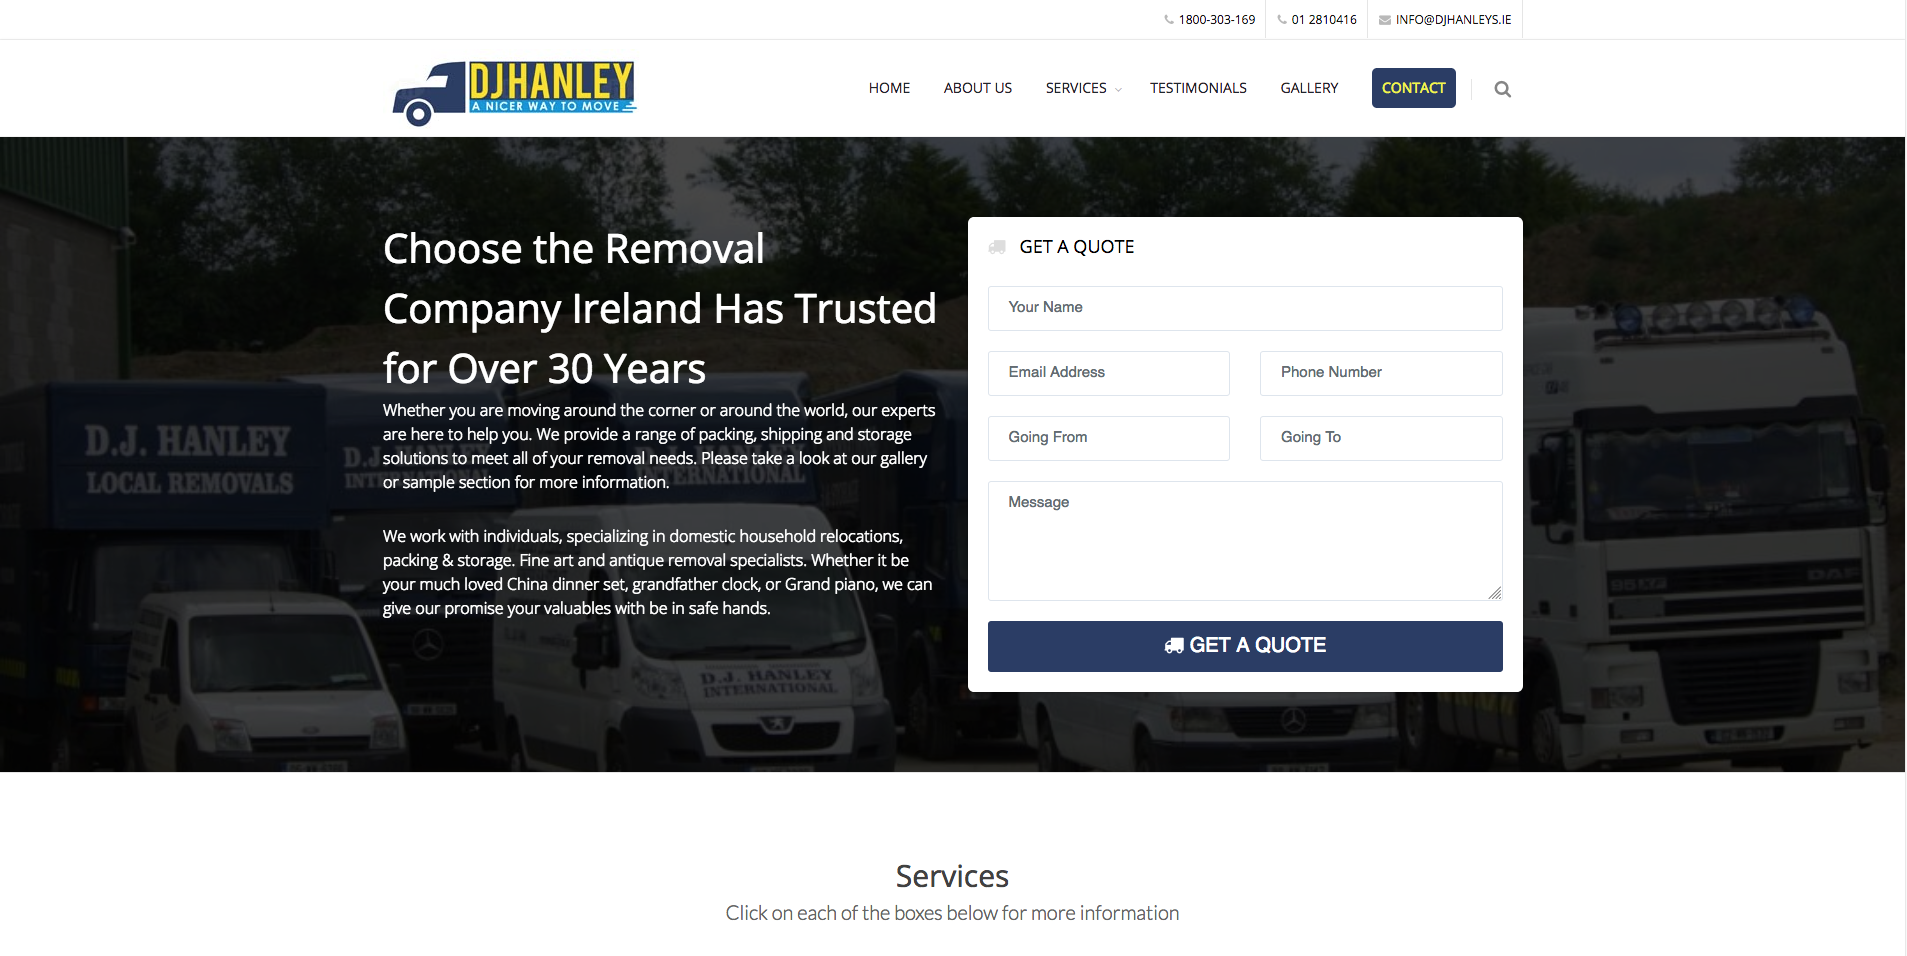 1800-303-169
01 2810416
INFO@DJHANLEYS.IE
DJHANLEY
A NICER WAY TO MOVE
HOME
ABOUT US
SERVICES
TESTIMONIALS
GALLERY
CONTACT
Choose the Removal
Company Ireland Has Trusted
for Over 30 Years
Whether you are moving around the corner or around the world, our experts
are here to help you. We provide a range of packing, shipping and storage
solutions to meet all of your removal needs. Please take a look at our gallery
or sample section for more information.
We work with individuals, specializing in domestic household relocations,
packing & storage. Fine art and antique removal specialists. Whether it be
your much loved China dinner set, grandfather clock, or Grand piano, we can
give our promise your valuables with be in safe hands.
GET A QUOTE
Your Name
Email Address
Phone Number
Going From
Going To
Message
GET A QUOTE
D.J. HANLEY
LOCAL REMOVALS
D.J. HANLEY
INTERNATIONAL
D.J. HANLEY
INTERNATIONAL
95XF
DAF
Services
Click on each of the boxes below for more information